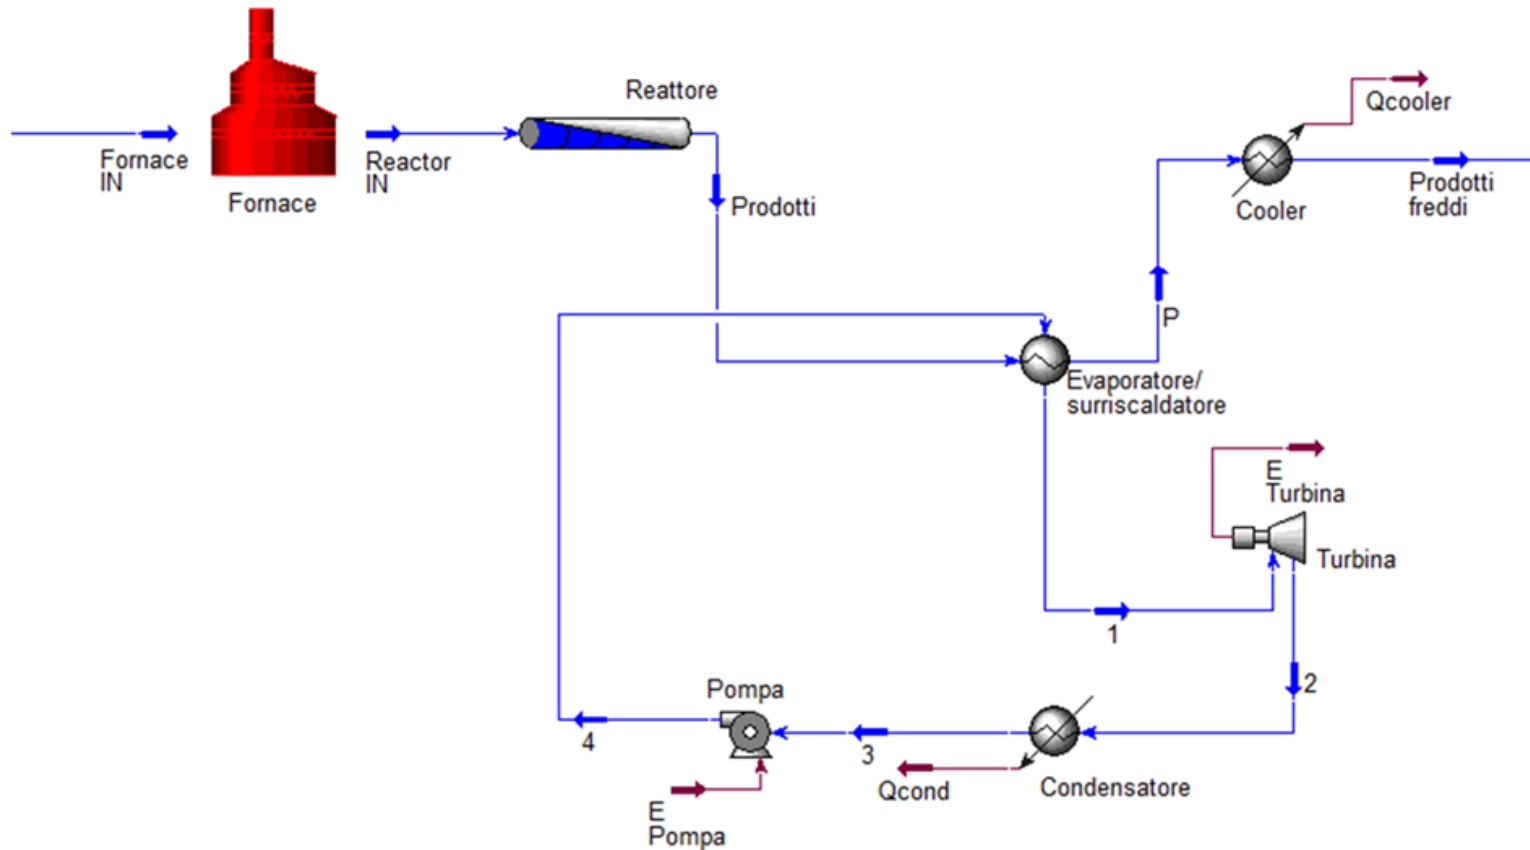 Reattore
Qcooler
Fornace
IN
Reactor
IN
Fornace
Prodotti
Cooler
Prodotti
freddi
P
Evaporatore/
surriscaldatore
E
Turbina
Turbina
1
2
Pompa
4
3
Qcond
Condensatore
E
Pompa